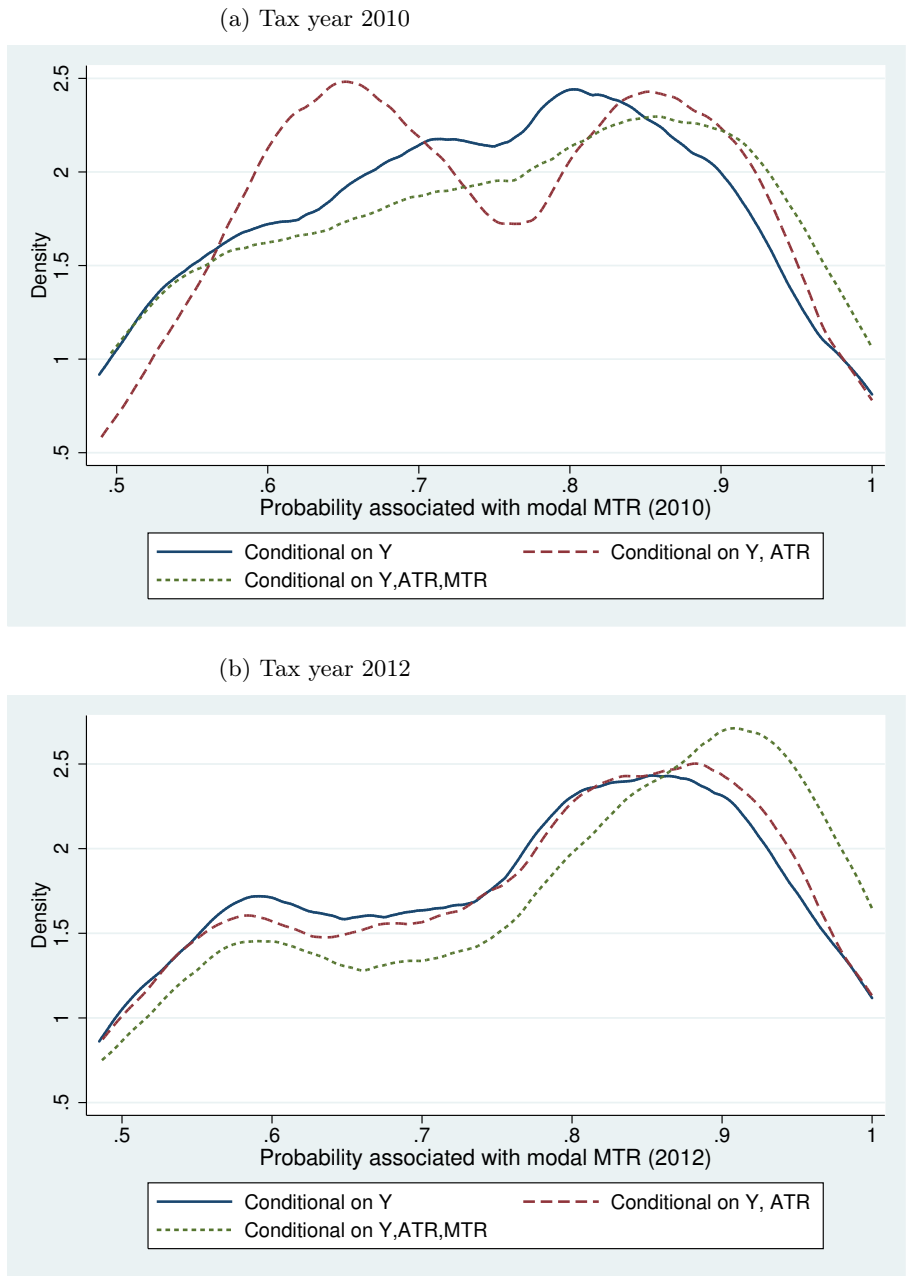 (a) Tax year 2010
2.5
2
1.5
1
.5
Density
.5 .6 .7 .8 .9 1
Probability associated with modal MTR (2010)
Conditional on Y Conditional on Y, ATR
Conditional on Y,ATR,MTR
(b) Tax year 2012
2.5
2
1.5
1
.5
Density
.5 .6 .7 .8 .9 1
Probability associated with modal MTR (2012)
Conditional on Y Conditional on Y, ATR
Conditional on Y,ATR,MTR